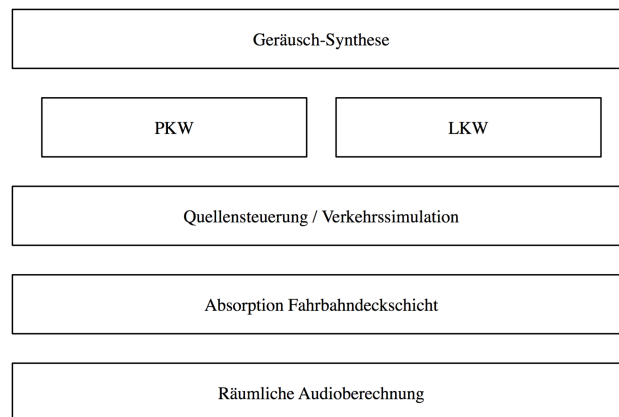 Geräusch-Synthese
PKW
LKW
Quellensteuerung / Verkehrssimulation
Absorption Fahrbahndeckschicht
Räumliche Audioberechnung